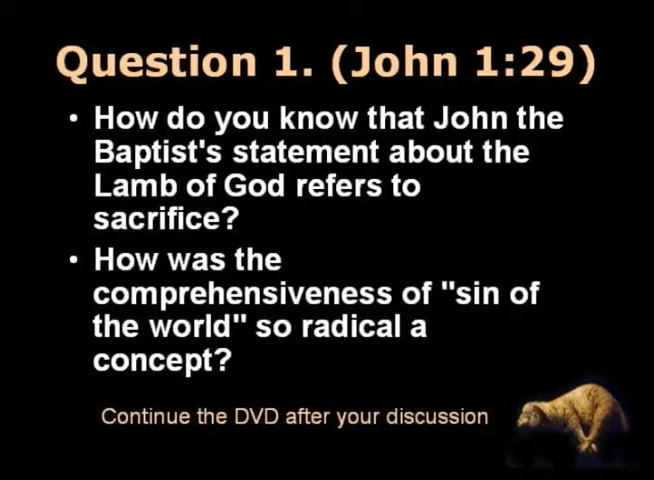 Question 1. (John 1:29)
• How do you know that John the
Baptist's statement about the
Lamb of God refers to
sacrifice?
• How was the
comprehensiveness of "sin of
the world" so radical a
concept?
Continue the DVD after your discussion